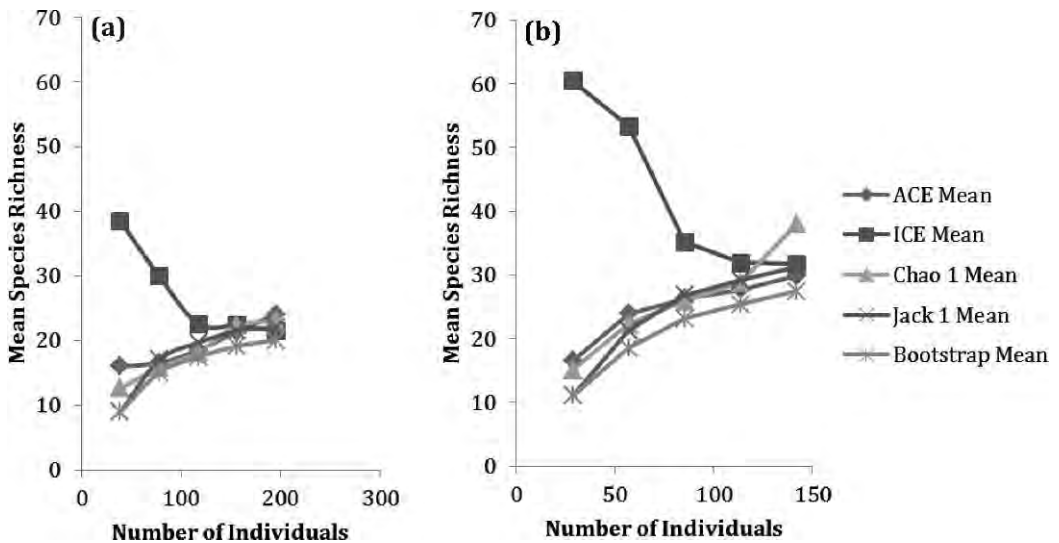 (a)
Mean Species Richness
70
60
50
40
30
20
10
0
0 100 200 300
Number of Individuals
(b)
Mean Species Richness
70
60
50
40
30
20
10
0
0 50 100 150
Number of Individuals
ACE Mean
ICE Mean
Chao 1 Mean
Jack 1 Mean
Bootstrap Mean